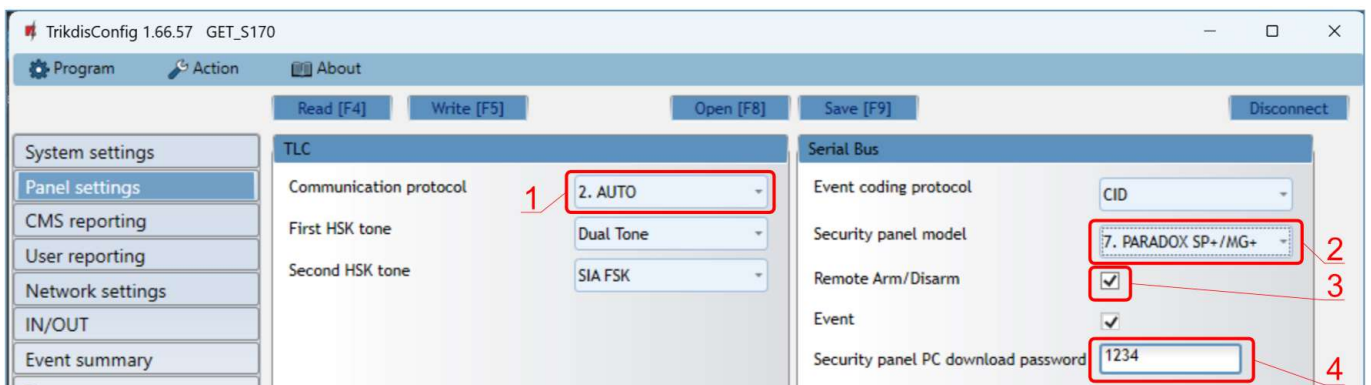 TrikdisConfig 1.66.57 GET_S170
Program Action About
Read [F4] Write [F5] Open [F8] Save [F9] Disconnect
System settings
Panel settings
CMS reporting
User reporting
Network settings
IN/OUT
Event summary
TLC
Communication protocol 1 2. AUTO
First HSK tone Dual Tone
Second HSK tone SIA FSK
Serial Bus
Event coding protocol CID
Security panel model 7. PARADOX SP+/MG+ 2
Remote Arm/Disarm 3
Event
Security panel PC download password 1234 4